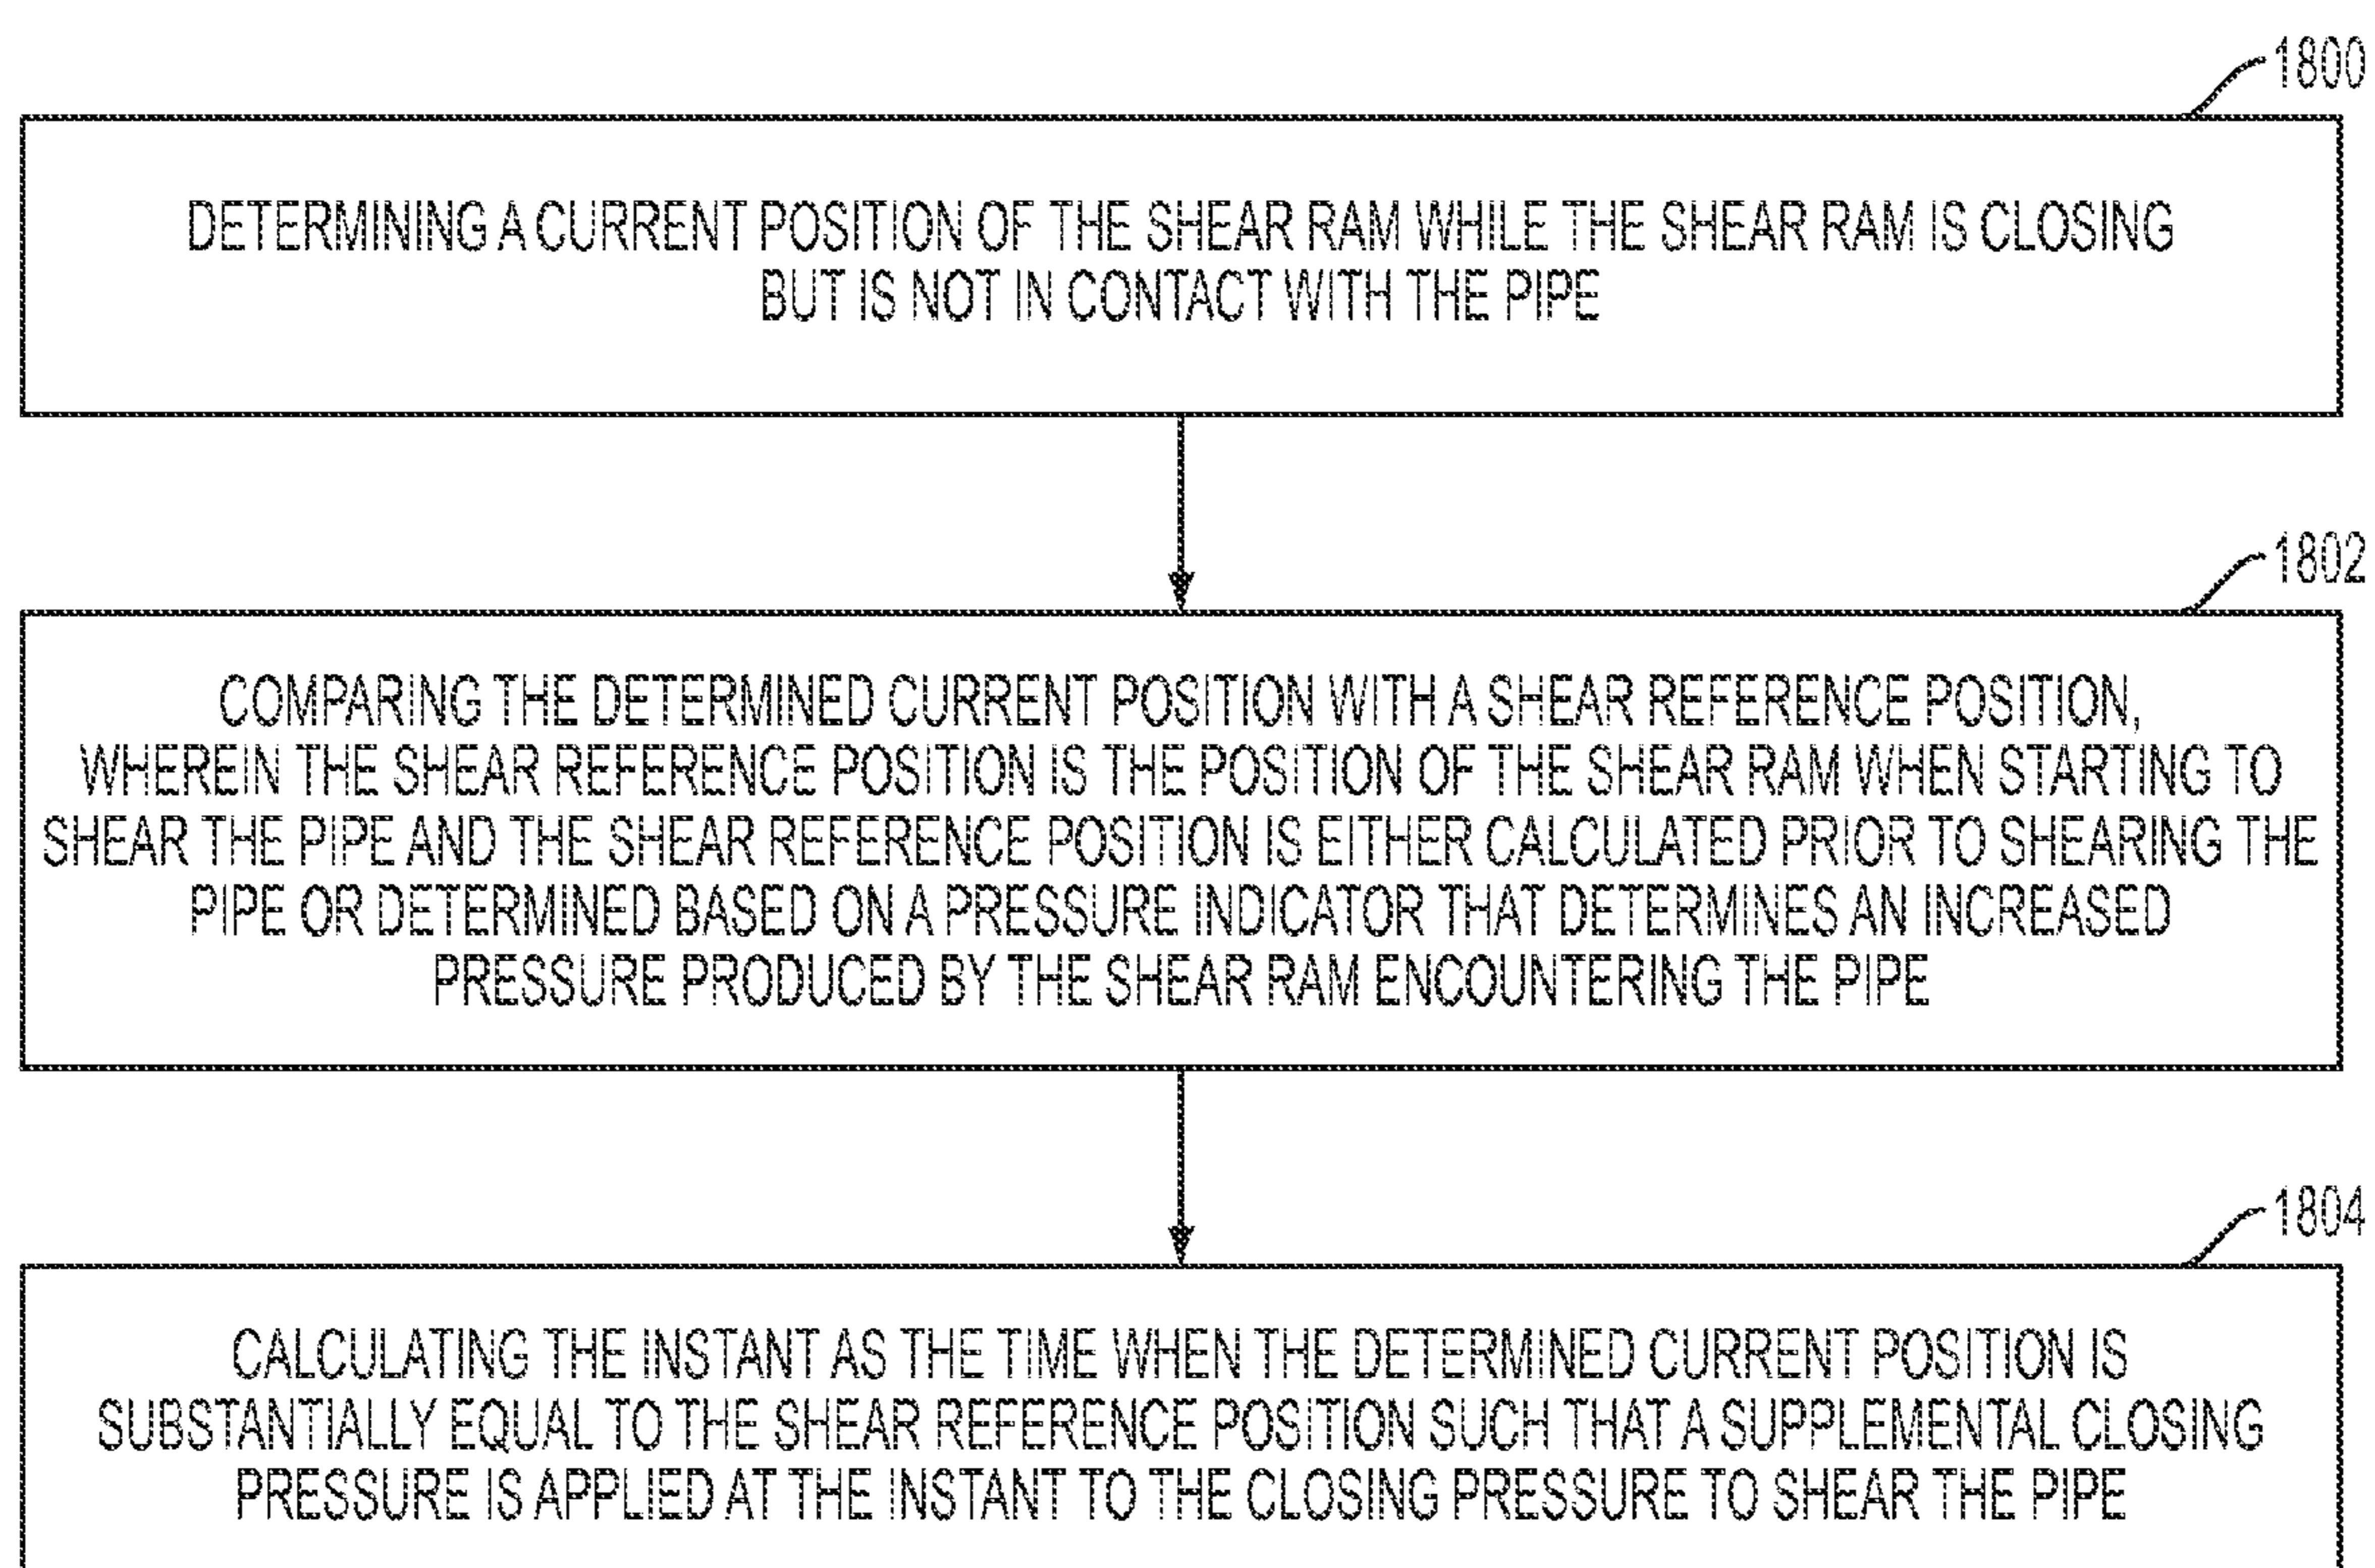 1800
DETERMINING A CURRENT POSITION OF THE SHEAR RAM WHILE THE SHEAR RAM IS CLOSING
BUT IS NOT IN CONTACT WITH THE PIPE
1802
COMPARING THE DETERMINED CURRENT POSITION WITH A SHEAR REFERENCE POSITION,
WHEREIN THE SHEAR REFERENCE POSITION IS THE POSITION OF THE SHEAR RAM WHEN STARTING TO
SHEAR THE PIPE AND THE SHEAR REFERENCE POSITION IS EITHER CALCULATED PRIOR TO SHEARING THE
PIPE OR DETERMINED BASED ON A PRESSURE INDICATOR THAT DETERMINES AN INCREASED
PRESSURE PRODUCED BY THE SHEAR RAM ENCOUNTERING THE PIPE
1804
CALCULATING THE INSTANT AS THE TIME WHEN THE DETERMINED CURRENT POSITION IS
SUBSTANTIALLY EQUAL TO THE SHEAR REFERENCE POSITION SUCH THAT A SUPPLEMENTAL CLOSING
PRESSURE IS APPLIED AT THE INSTANT TO THE CLOSING PRESSURE TO SHEAR THE PIPE